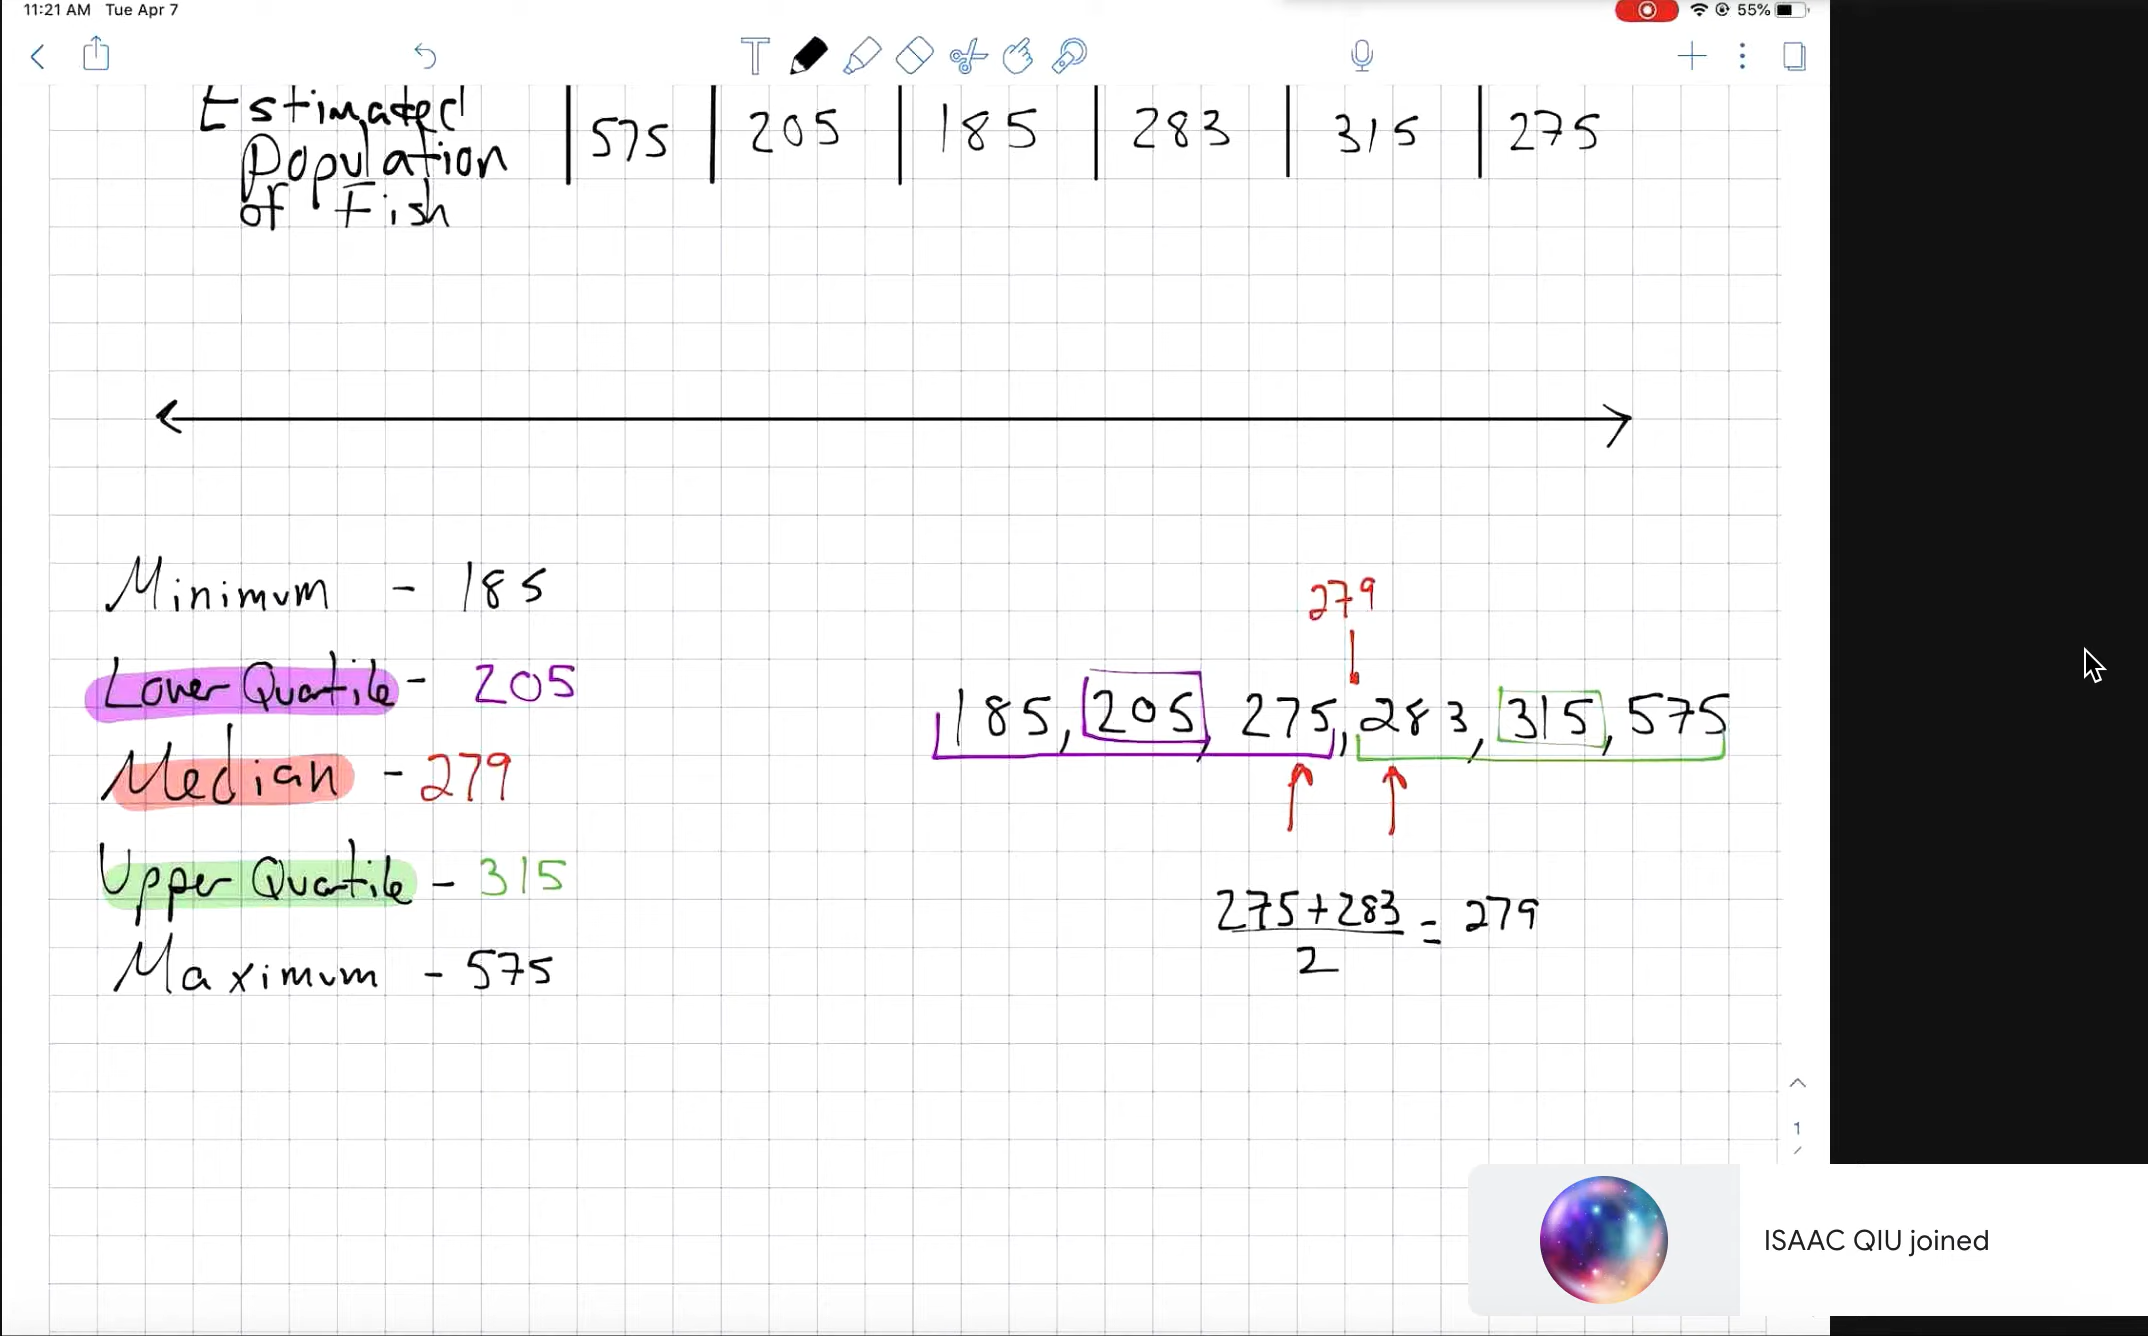 11:21 AM Tue Apr 7
55%
T
Estimated
Population
of Fish
575 | 205 | 185 | 283 | 315 | 275
Minimum - 185
Lower Quartile - 205
Median - 279
Upper Quartile - 315
Maximum - 575
279
185, 205, 275, 283, 315, 575
275+283
2
= 279
1
ISAAC QIU joined